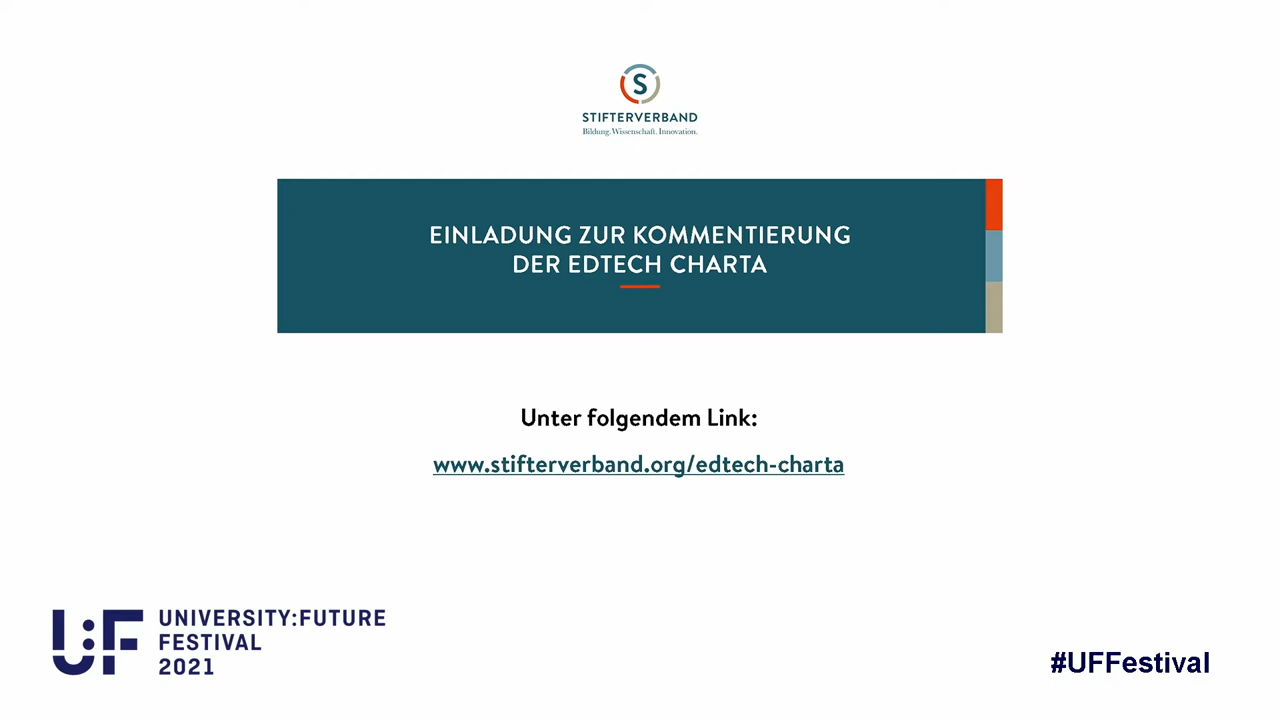 S
STIFTERVERBAND
Bildung. Wissenschaft. Innovation.
EINLADUNG ZUR KOMMENTIERUNG
DER EDTECH CHARTA
Unter folgendem Link:
www.stifterverband.org/edtech-charta
U:F
UNIVERSITY:FUTURE
FESTIVAL
2021
#UFFestival